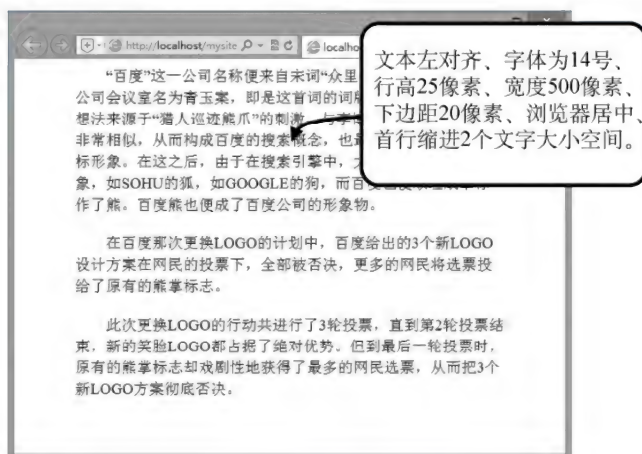 http://localhost/mysite
localho
文本左对齐、字体为14号、
行高25像素、宽度500像素、
下边距20像素、浏览器居中、
首行缩进2个文字大小空间。
“百度”这一公司名称便来自宋词“众里
公司会议室名为青玉案，即是这首词的词牌
想法来源于“猎人巡迹熊爪”的刺激，与李
非常相似，从而构成百度的搜索概念，也最
标形象。在这之后，由于在搜索引擎中，
象，如SOHU的狐，如GOOGLE的狗，而百
作了熊。百度熊也便成了百度公司的形象物。
在百度那次更换LOGO的计划中，百度给出的3个新LOGO
设计方案在网民的投票下，全部被否决，更多的网民将选票投
给了原有的熊掌标志。
此次更换LOGO的行动共进行了3轮投票，直到第2轮投票结
束，新的笑脸LOGO都占据了绝对优势。但到最后一轮投票时，
原有的熊掌标志却戏剧性地获得了最多的网民选票，从而把3个
新LOGO方案彻底否决。